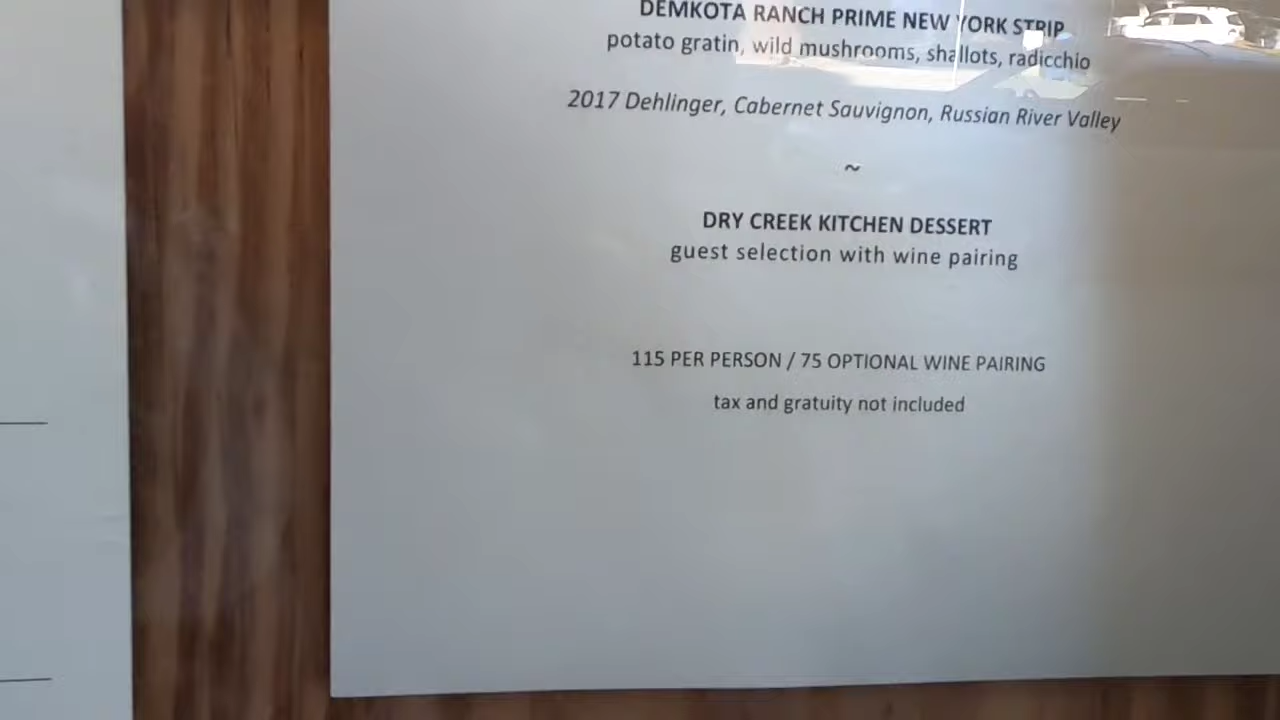 DEMKOTA RANCH PRIME NEW YORK STRIP
potato gratin, wild mushrooms, shallots, radicchio
2017 Dehlinger, Cabernet Sauvignon, Russian River Valley
~
DRY CREEK KITCHEN DESSERT
guest selection with wine pairing
115 PER PERSON / 75 OPTIONAL WINE PAIRING
tax and gratuity not included